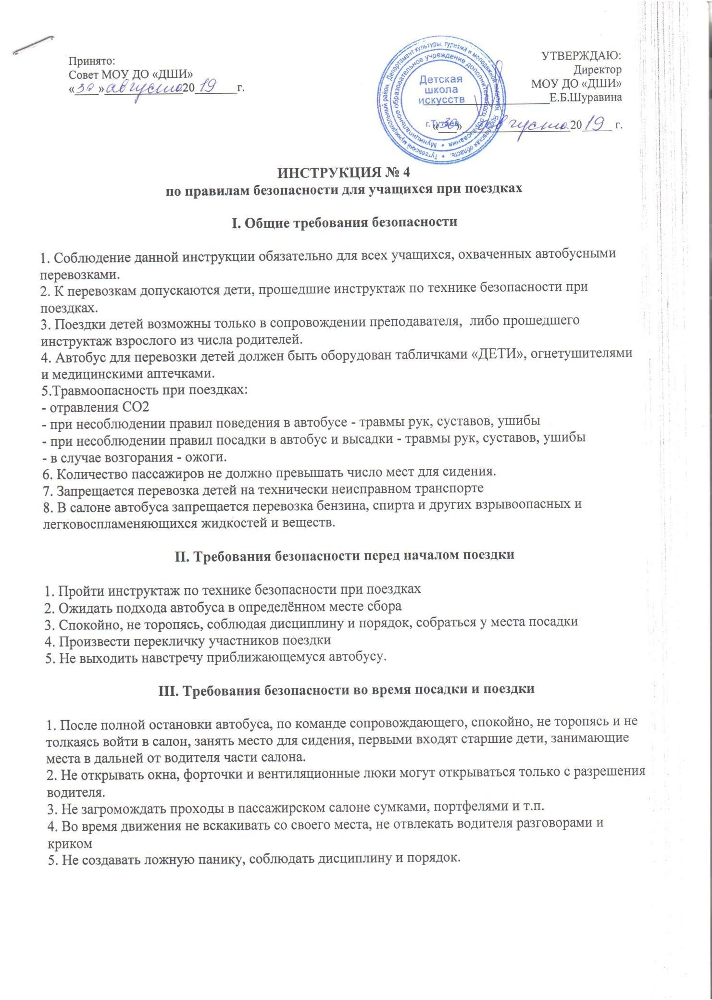 Принято:
Совет МОУ ДО «ДШИ»
«30» августа 2019 г.
УТВЕРЖДАЮ:
Директор
МОУ ДО «ДШИ»
Е.Б.Шуравина
«30» августа 2019 г.
Тутаевский муниципальный район. Департамент культуры, туризма и молодежной политики. Ярославская область.
Муниципальное образовательное учреждение дополнительного образования
Детская
школа
искусств
г. Тутаев
ИНСТРУКЦИЯ № 4
по правилам безопасности для учащихся при поездках
I. Общие требования безопасности
1. Соблюдение данной инструкции обязательно для всех учащихся, охваченных автобусными
перевозками.
2. К перевозкам допускаются дети, прошедшие инструктаж по технике безопасности при
поездках.
3. Поездки детей возможны только в сопровождении преподавателя, либо прошедшего
инструктаж взрослого из числа родителей.
4. Автобус для перевозки детей должен быть оборудован табличками «ДЕТИ», огнетушителями
и медицинскими аптечками.
5.Травмоопасность при поездках:
- отравления СО2
- при несоблюдении правил поведения в автобусе - травмы рук, суставов, ушибы
- при несоблюдении правил посадки в автобус и высадки - травмы рук, суставов, ушибы
- в случае возгорания - ожоги.
6. Количество пассажиров не должно превышать число мест для сидения.
7. Запрещается перевозка детей на технически неисправном транспорте
8. В салоне автобуса запрещается перевозка бензина, спирта и других взрывоопасных и
легковоспламеняющихся жидкостей и веществ.
II. Требования безопасности перед началом поездки
1. Пройти инструктаж по технике безопасности при поездках
2. Ожидать подхода автобуса в определённом месте сбора
3. Спокойно, не торопясь, соблюдая дисциплину и порядок, собраться у места посадки
4. Произвести перекличку участников поездки
5. Не выходить навстречу приближающемуся автобусу.
III. Требования безопасности во время посадки и поездки
1. После полной остановки автобуса, по команде сопровождающего, спокойно, не торопясь и не
толкаясь войти в салон, занять место для сидения, первыми входят старшие дети, занимающие
места в дальней от водителя части салона.
2. Не открывать окна, форточки и вентиляционные люки могут открываться только с разрешения
водителя.
3. Не загромождать проходы в пассажирском салоне сумками, портфелями и т.п.
4. Во время движения не вскакивать со своего места, не отвлекать водителя разговорами и
криком
5. Не создавать ложную панику, соблюдать дисциплину и порядок.